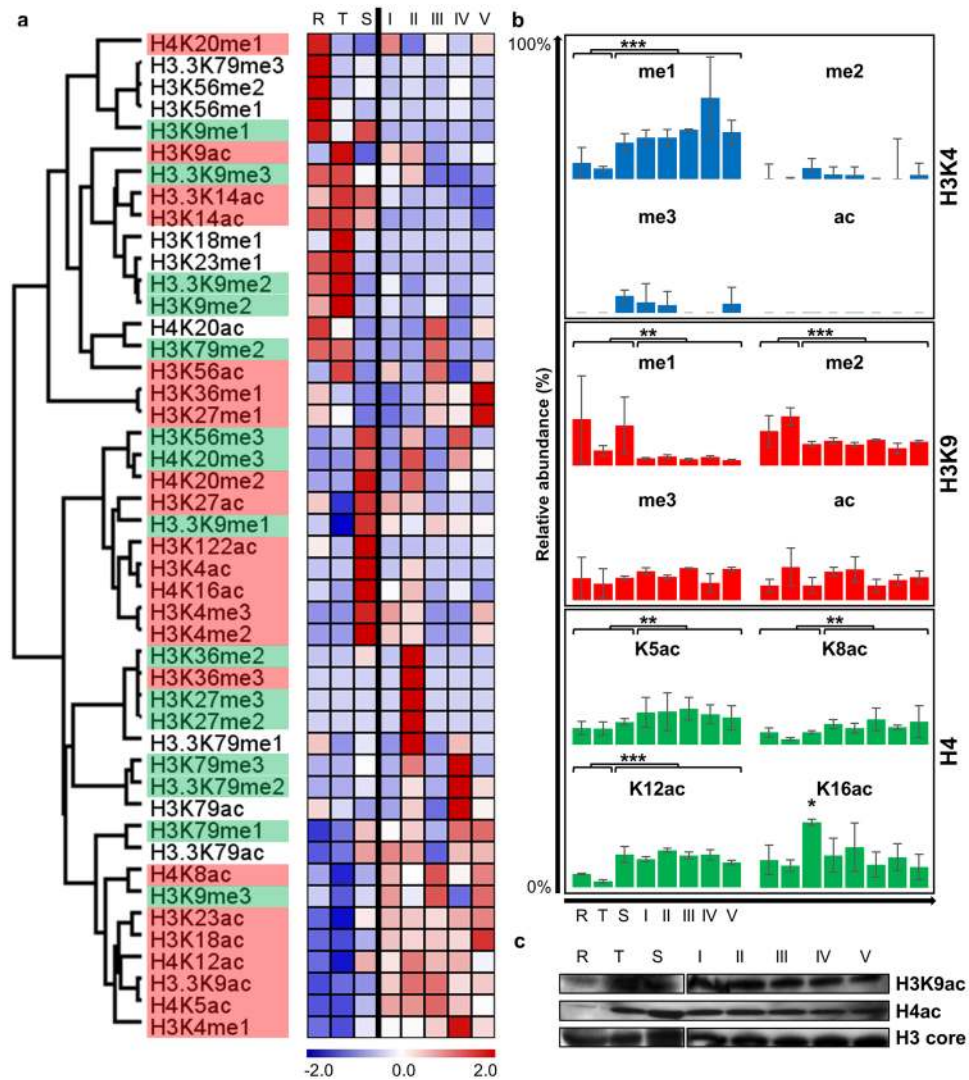 a
R T S I II III IV V
H4K20me1
H3.3K79me3
H3K56me2
H3K56me1
H3K9me1
H3K9ac
H3.3K9me3
H3.3K14ac
H3K14ac
H3K18me1
H3K23me1
H3.3K9me2
H3K9me2
H4K20ac
H3K79me2
H3K56ac
H3K36me1
H3K27me1
H3K56me3
H4K20me3
H4K20me2
H3K27ac
H3.3K9me1
H3K122ac
H3K4ac
H4K16ac
H3K4me3
H3K4me2
H3K36me2
H3K36me3
H3K27me3
H3K27me2
H3.3K79me1
H3K79me3
H3.3K79me2
H3K79ac
H3K79me1
H3.3K79ac
H4K8ac
H3K9me3
H3K23ac
H3K18ac
H4K12ac
H3.3K9ac
H4K5ac
H3K4me1
-2.0 0.0 2.0
b
100%
Relative abundance (%)
0%
***
me1 me2
me3 ac
H3K4
** ***
me1 me2
me3 ac
H3K9
** **
K5ac K8ac
***
K12ac K16ac
*
H4
R T S I II III IV V
c
R T S I II III IV V
H3K9ac
H4ac
H3 core